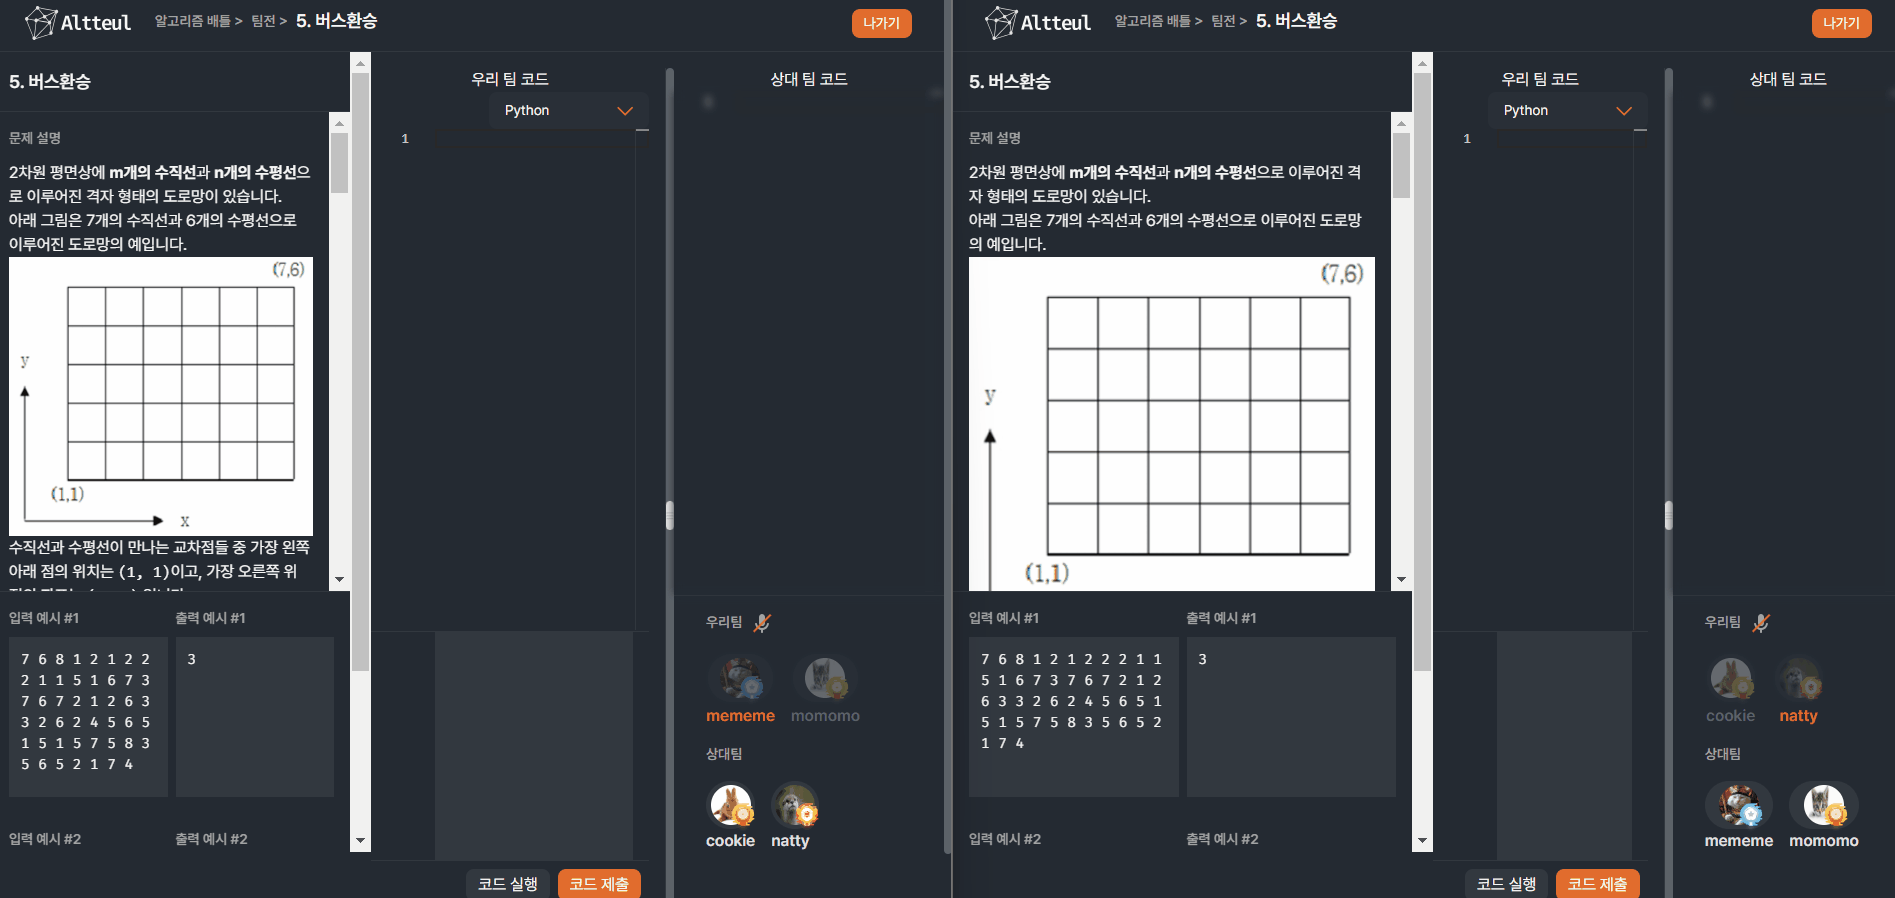 Altteul
알고리즘 배틀 > 팀전 > 5. 버스환승
나가기
5. 버스환승
문제 설명
2차원 평면상에 m개의 수직선과 n개의 수평선으
로 이루어진 격자 형태의 도로망이 있습니다.
아래 그림은 7개의 수직선과 6개의 수평선으로
이루어진 도로망의 예입니다.
(7,6)
y
(1,1)
x
수직선과 수평선이 만나는 교차점들 중 가장 왼쪽
아래 점의 위치는 (1, 1)이고, 가장 오른쪽 위
입력 예시 #1
출력 예시 #1
7 6 8 1 2 1 2 2
2 1 1 5 1 6 7 3
7 6 7 2 1 2 6 3
3 2 6 2 4 5 6 5
1 5 1 5 7 5 8 3
5 6 5 2 1 7 4
3
입력 예시 #2
출력 예시 #2
우리 팀 코드
Python
1
코드 실행
코드 제출
상대 팀 코드
우리팀
mememe
momomo
상대팀
cookie
natty
Altteul
알고리즘 배틀 > 팀전 > 5. 버스환승
나가기
5. 버스환승
문제 설명
2차원 평면상에 m개의 수직선과 n개의 수평선으로 이루어진 격
자 형태의 도로망이 있습니다.
아래 그림은 7개의 수직선과 6개의 수평선으로 이루어진 도로망
의 예입니다.
(7,6)
y
(1,1)
입력 예시 #1
출력 예시 #1
7 6 8 1 2 1 2 2 2 1 1
5 1 6 7 3 7 6 7 2 1 2
6 3 3 2 6 2 4 5 6 5 1
5 1 5 7 5 8 3 5 6 5 2
1 7 4
3
입력 예시 #2
출력 예시 #2
우리 팀 코드
Python
1
코드 실행
코드 제출
상대 팀 코드
우리팀
cookie
natty
상대팀
mememe
momomo